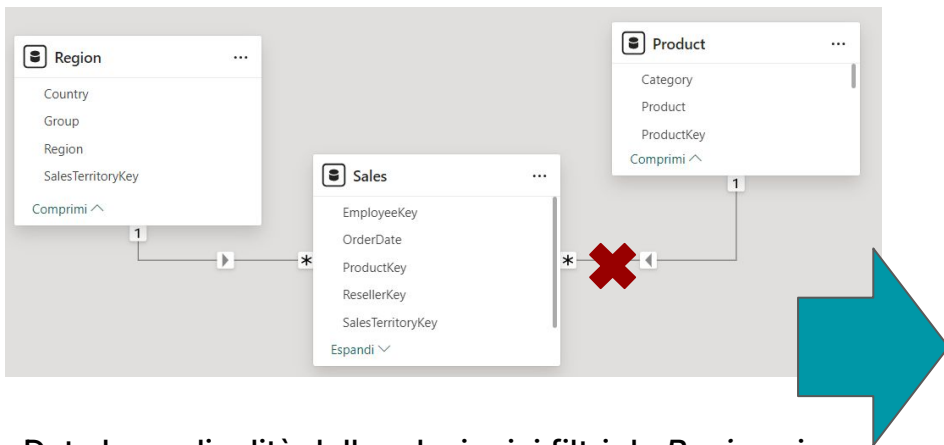 Region
...
Country
Group
Region
SalesTerritoryKey
Comprimi
1
*
Sales
...
EmployeeKey
OrderDate
ProductKey
ResellerKey
SalesTerritoryKey
Espandi
*
Product
...
Category
Product
ProductKey
Comprimi
1